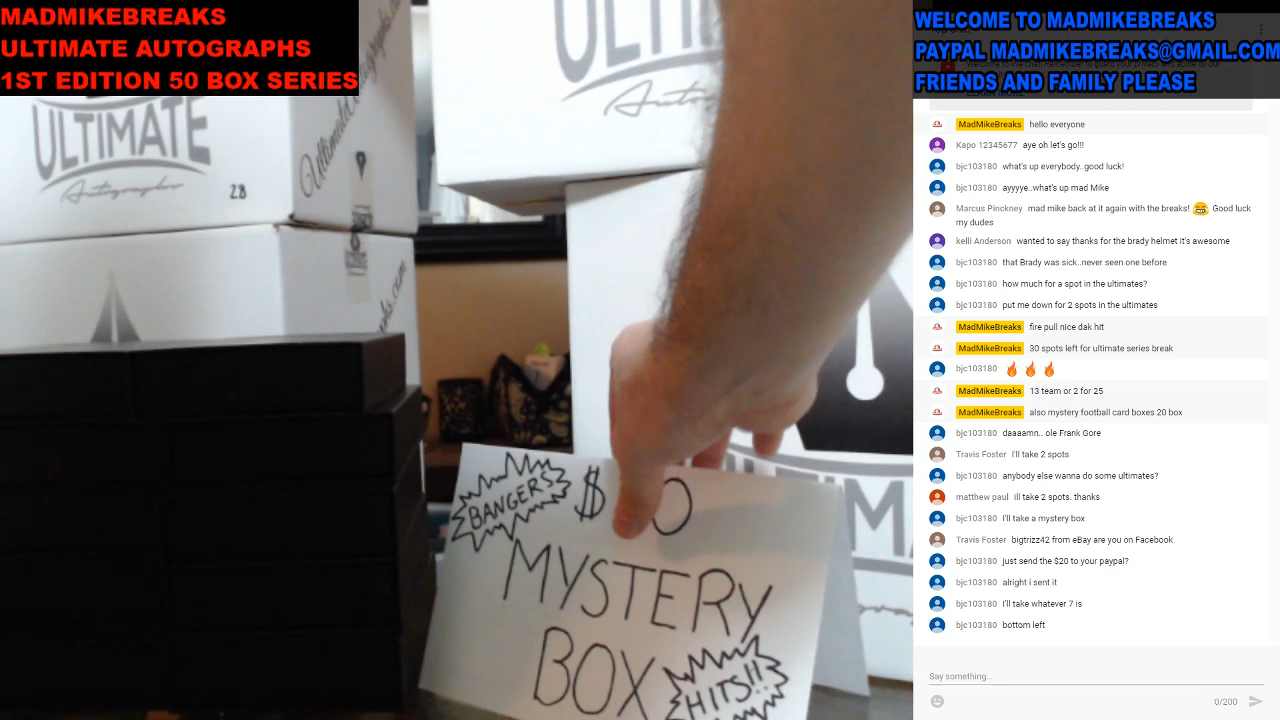 MADMIKEBREAKS
ULTIMATE AUTOGRAPHS
1ST EDITION 50 BOX SERIES
WELCOME TO MADMIKEBREAKS
PAYPAL MADMIKEBREAKS@GMAIL.COM
FRIENDS AND FAMILY PLEASE
ULTIMATE
Autographs
28
BANGERS
$ 0
MYSTERY
BOX
HITS!!
MadMikeBreaks hello everyone
Kapo 12345677 aye oh let's go!!!
bjc103180 what's up everybody..good luck!
bjc103180 ayyyye..what's up mad Mike
Marcus Pinckney mad mike back at it again with the breaks! 😂 Good luck
my dudes
kelli Anderson wanted to say thanks for the brady helmet it's awesome
bjc103180 that Brady was sick..never seen one before
bjc103180 how much for a spot in the ultimates?
bjc103180 put me down for 2 spots in the ultimates
MadMikeBreaks fire pull nice dak hit
MadMikeBreaks 30 spots left for ultimate series break
bjc103180 🔥 🔥 🔥
MadMikeBreaks 13 team or 2 for 25
MadMikeBreaks also mystery football card boxes 20 box
bjc103180 daaaamn.. ole Frank Gore
Travis Foster I'll take 2 spots
bjc103180 anybody else wanna do some ultimates?
matthew paul ill take 2 spots. thanks
bjc103180 I'll take a mystery box
Travis Foster bigtrizz42 from eBay are you on Facebook
bjc103180 just send the $20 to your paypal?
bjc103180 alright i sent it
bjc103180 I'll take whatever 7 is
bjc103180 bottom left
Say something...
0/200